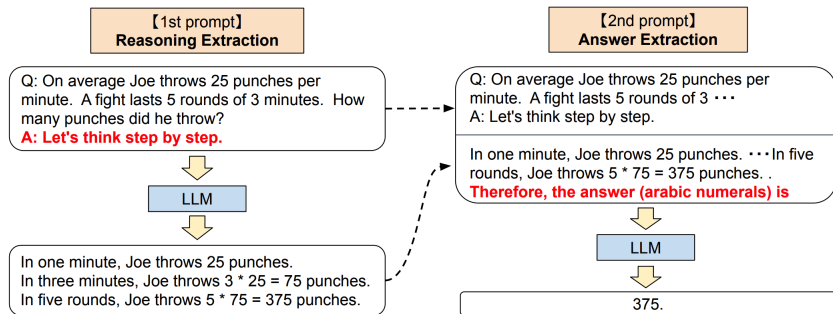 【1st prompt】
Reasoning Extraction
Q: On average Joe throws 25 punches per
minute. A fight lasts 5 rounds of 3 minutes. How
many punches did he throw?
A: Let's think step by step.
LLM
In one minute, Joe throws 25 punches.
In three minutes, Joe throws 3 * 25 = 75 punches.
In five rounds, Joe throws 5 * 75 = 375 punches.
【2nd prompt】
Answer Extraction
Q: On average Joe throws 25 punches per
minute. A fight lasts 5 rounds of 3 ･･･
A: Let's think step by step.
In one minute, Joe throws 25 punches. ･･･In five
rounds, Joe throws 5 * 75 = 375 punches. .
Therefore, the answer (arabic numerals) is
LLM
375.